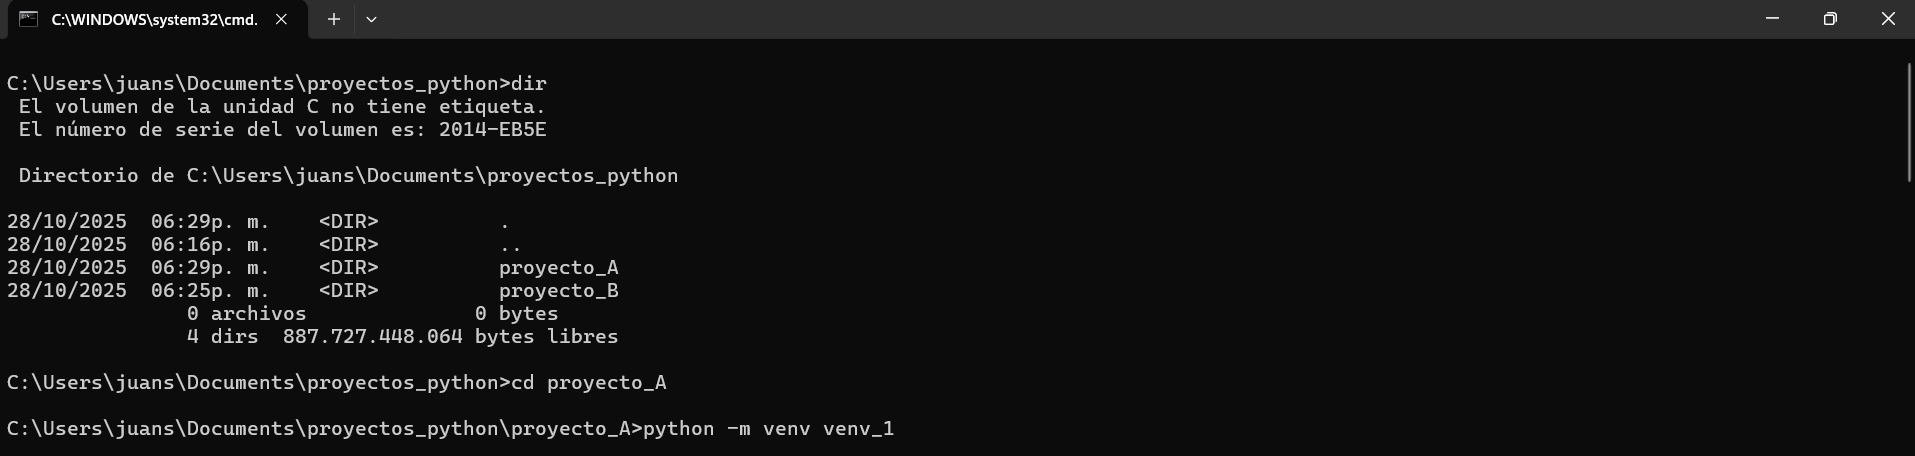 C:\WINDOWS\system32\cmd.
C:\Users\juans\Documents\proyectos_python>dir
El volumen de la unidad C no tiene etiqueta.
El número de serie del volumen es: 2014-EB5E
Directorio de C:\Users\juans\Documents\proyectos_python
28/10/2025  06:29p. m.    <DIR>          .
28/10/2025  06:16p. m.    <DIR>          ..
28/10/2025  06:29p. m.    <DIR>          proyecto_A
28/10/2025  06:25p. m.    <DIR>          proyecto_B
0 archivos              0 bytes
4 dirs  887.727.448.064 bytes libres
C:\Users\juans\Documents\proyectos_python>cd proyecto_A
C:\Users\juans\Documents\proyectos_python\proyecto_A>python -m venv venv_1